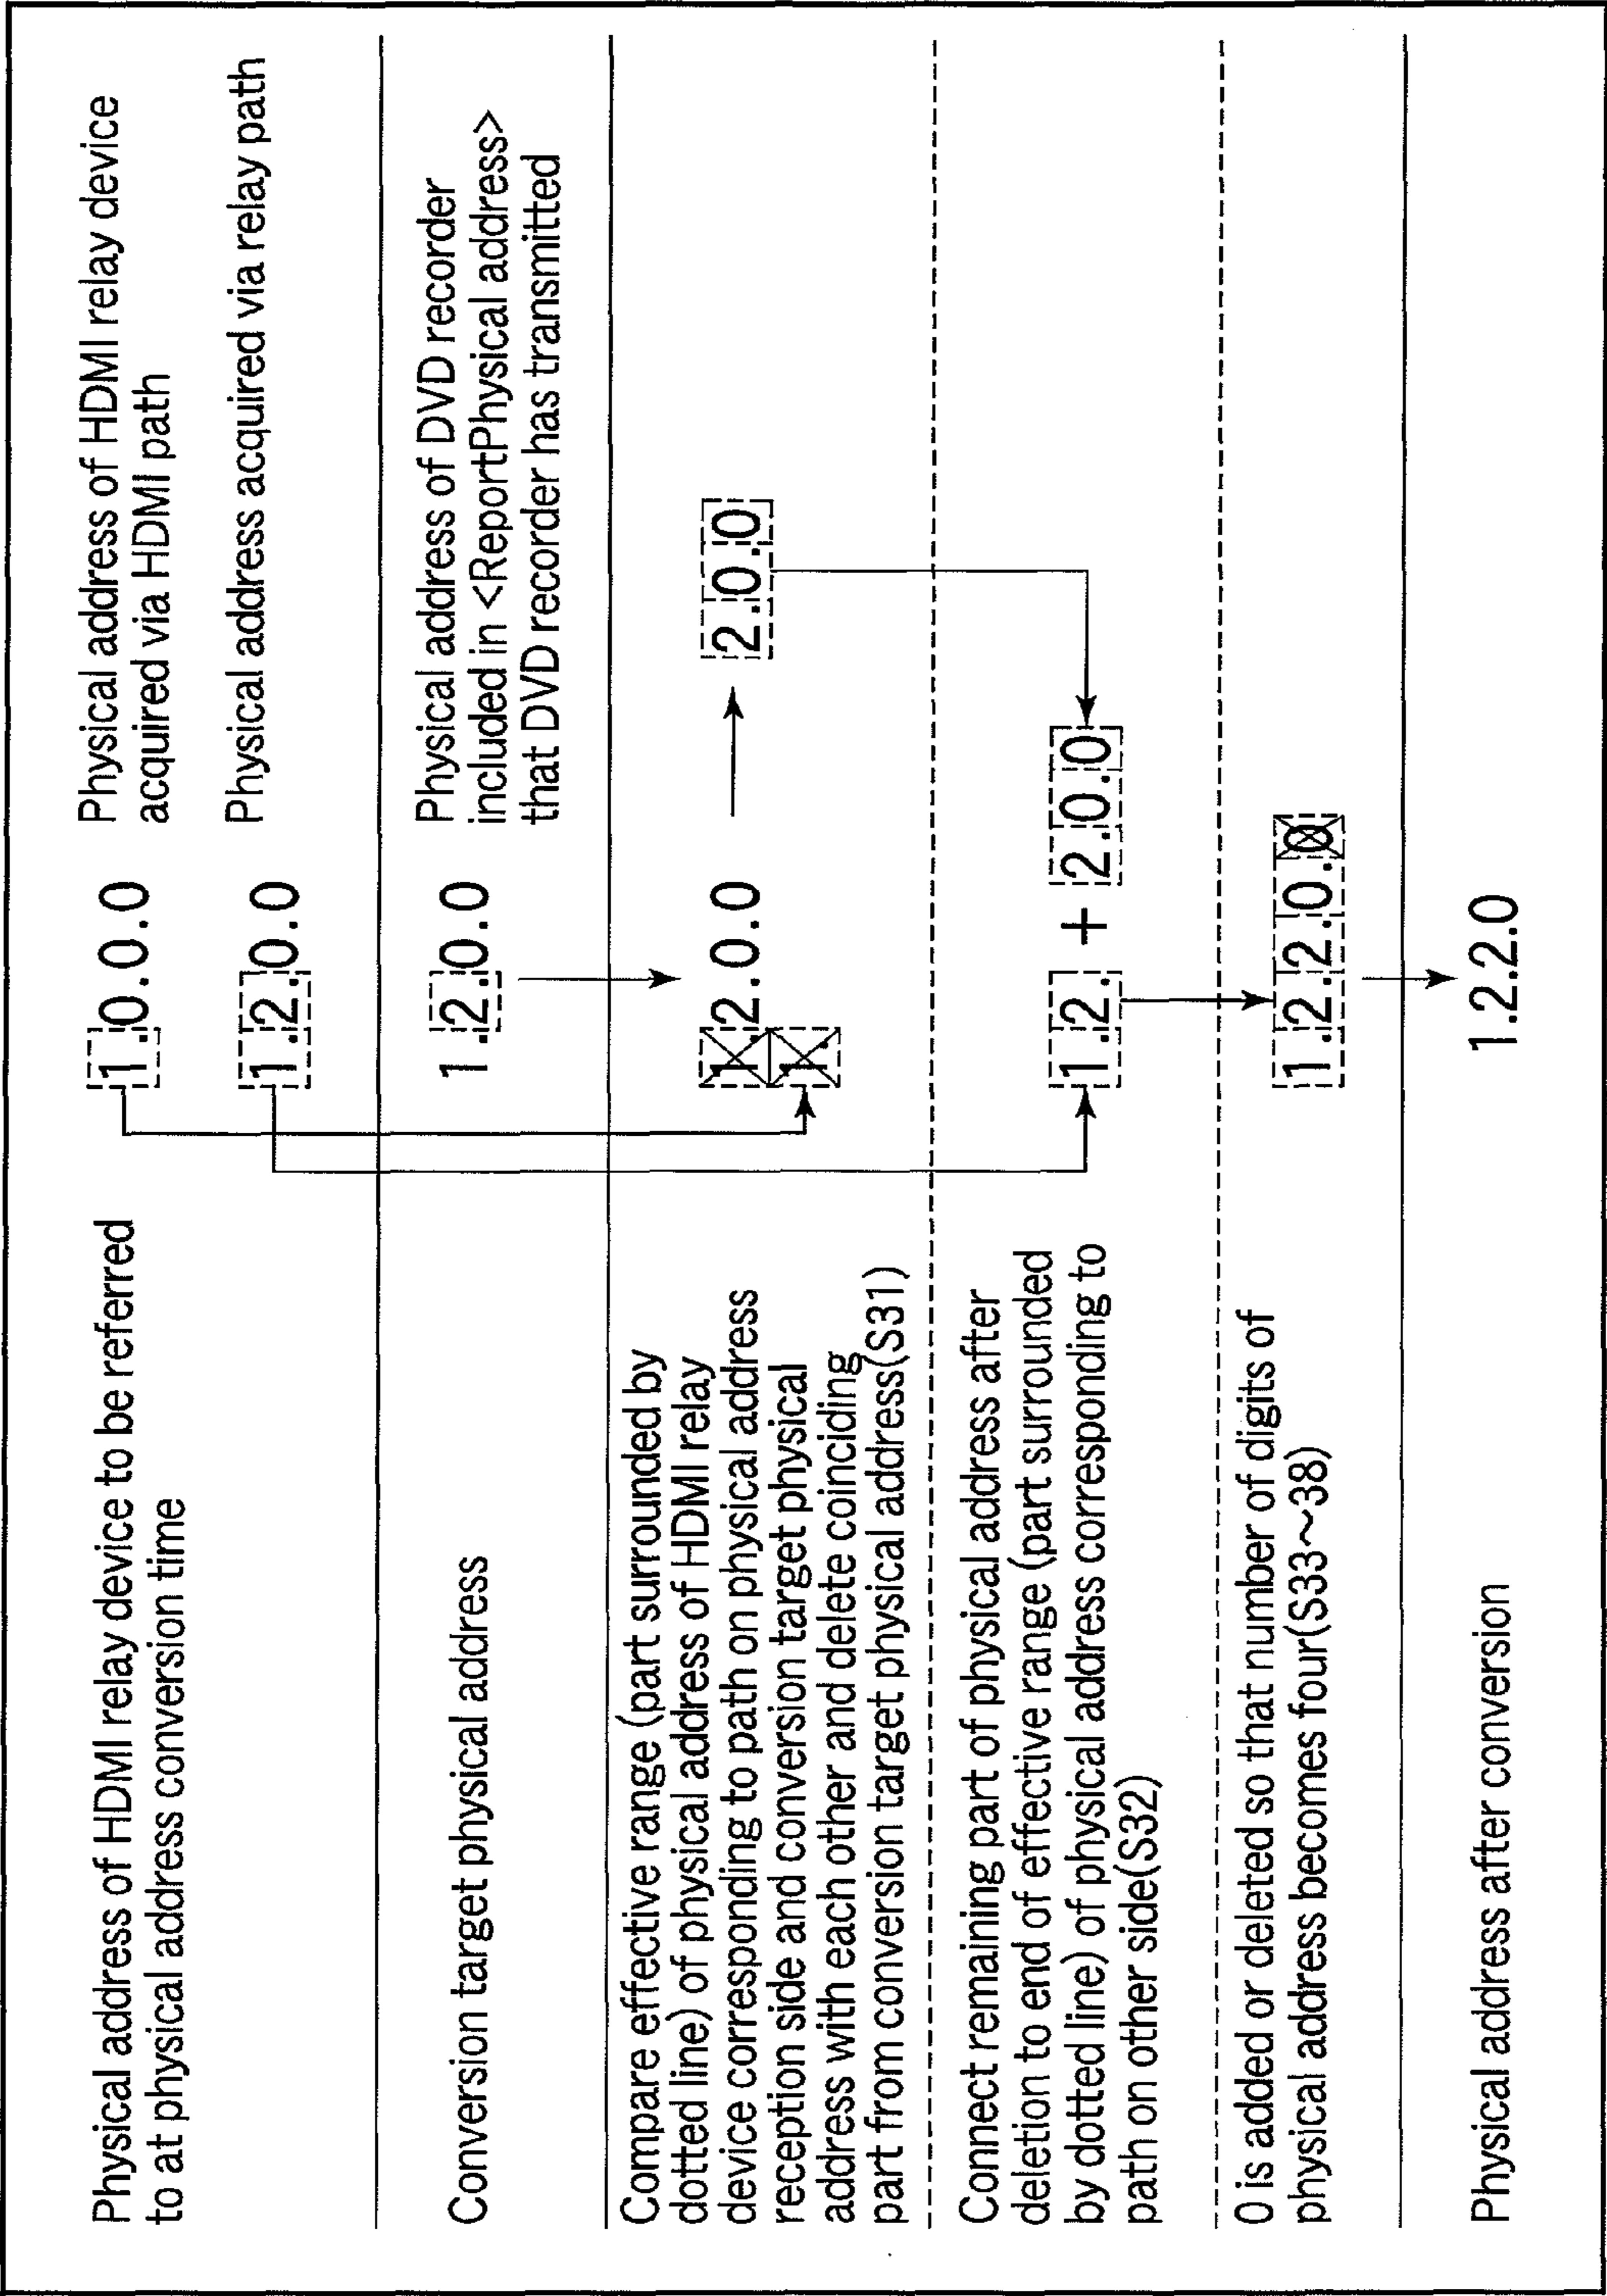 Physical address of HDMI relay device to be referred
to at physical address conversion time
1.0.0.0
Physical address of HDMI relay device
acquired via HDMI path
1.2.0.0
Physical address acquired via relay path
Conversion target physical address
1.2.0.0
Physical address of DVD recorder
included in <ReportPhysical address>
that DVD recorder has transmitted
Compare effective range (part surrounded by
dotted line) of physical address of HDMI relay
device corresponding to path on physical address
reception side and conversion target physical
address with each other and delete coinciding
part from conversion target physical address(S31)
1.2.0.0
1.
2.0.0
Connect remaining part of physical address after
deletion to end of effective range (part surrounded
by dotted line) of physical address corresponding to
path on other side(S32)
1.2. + 2.0.0
0 is added or deleted so that number of digits of
physical address becomes four(S33~38)
1.2.2.0.0
Physical address after conversion
1.2.2.0